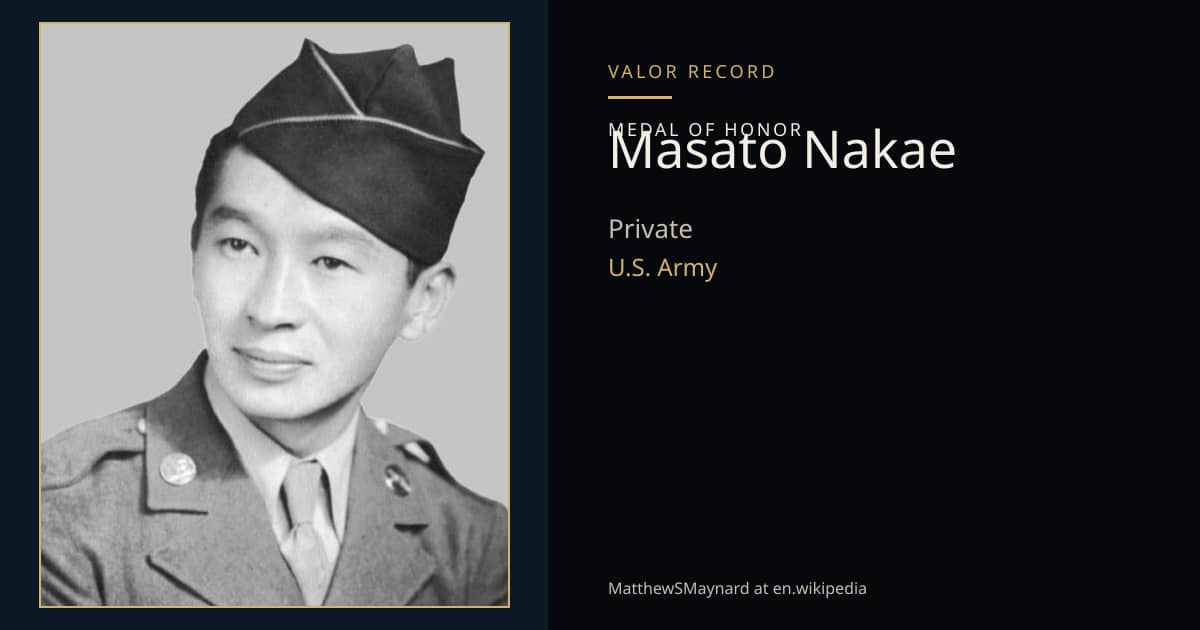 VALOR RECORD
MEDAL OF HONOR
Masato Nakae
Private
U.S. Army
MatthewSMaynard at en.wikipedia